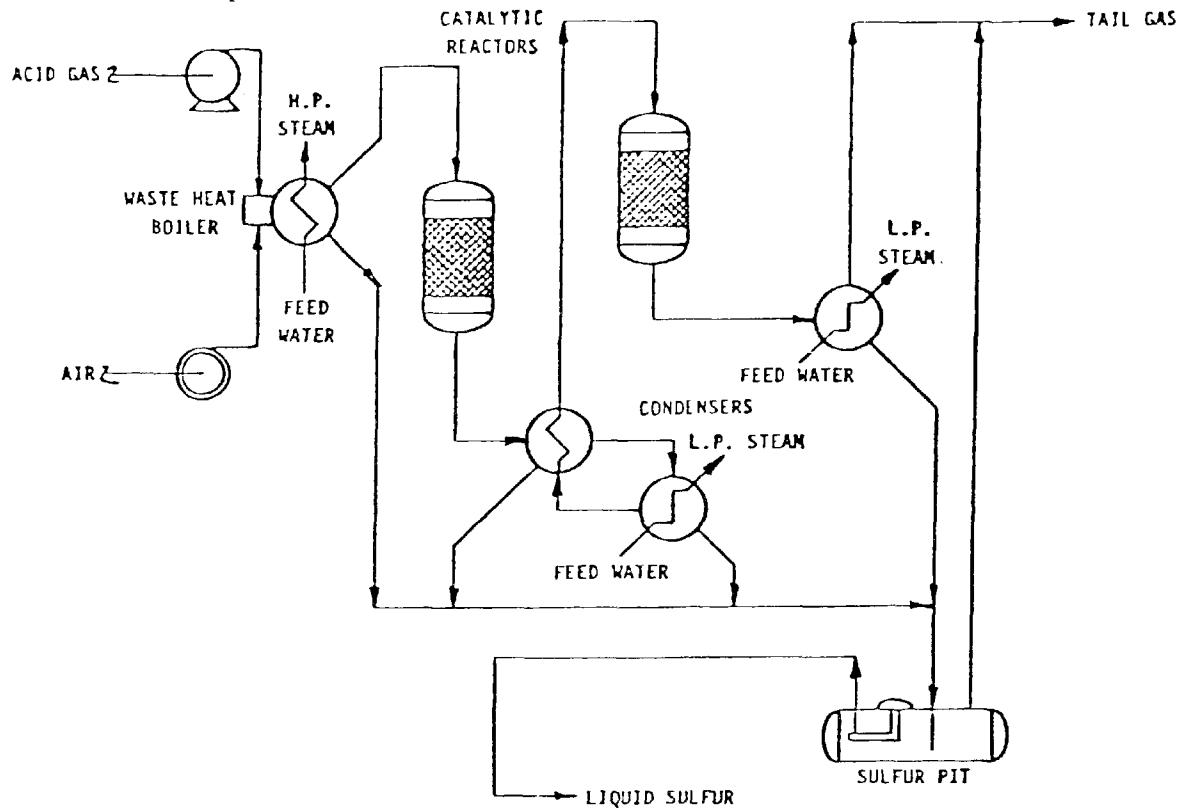 CATALYTIC
REACTORS
TAIL GAS
ACID GAS
H.P.
STEAM
WASTE HEAT
BOILER
L.P.
STEAM
FEED
WATER
AIR
FEED WATER
CONDENSERS
L.P. STEAM
FEED WATER
SULFUR PIT
LIQUID SULFUR